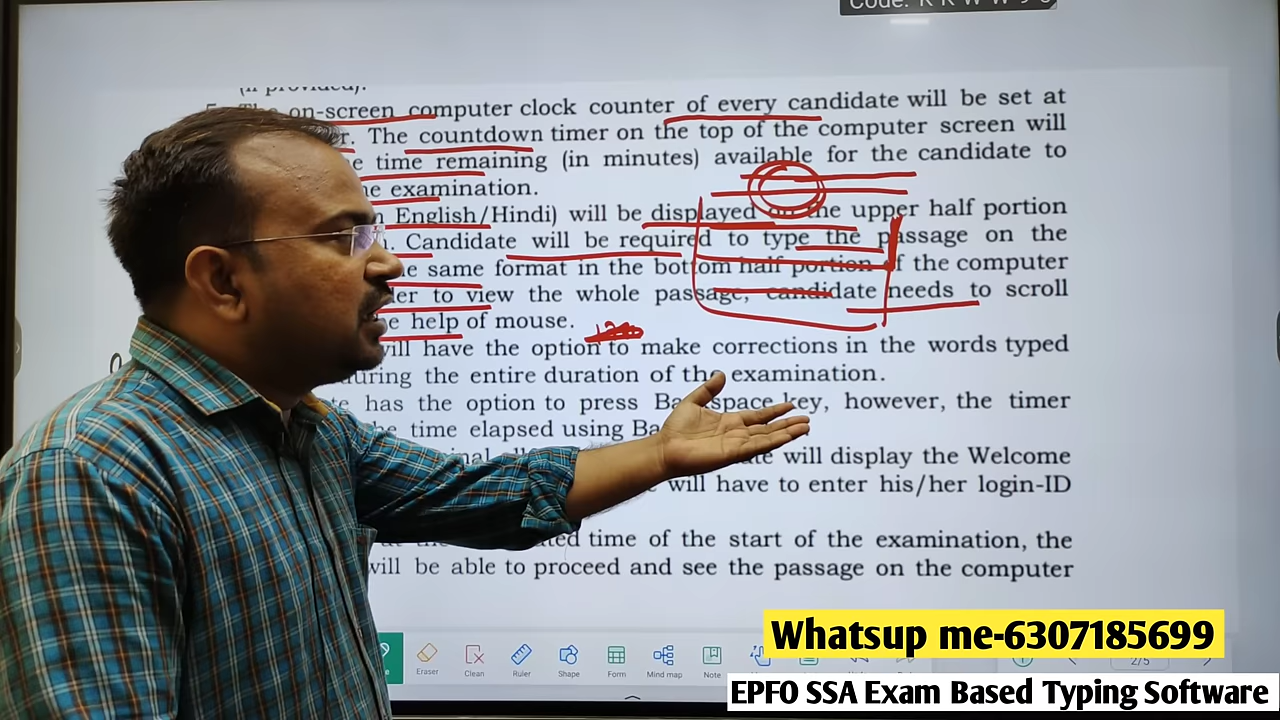 Code: K K W W 9 8
(if provided).
on-screen computer clock counter of every candidate will be set at
The countdown timer on the top of the computer screen will
time remaining (in minutes) available for the candidate to
examination.
English/Hindi) will be displayed on the upper half portion
Candidate will be required to type the passage on the
same format in the bottom half portion of the computer
to view the whole passage, candidate needs to scroll
help of mouse.
will have the option to make corrections in the words typed
during the entire duration of the examination.
has the option to press Backspace key, however, the timer
time elapsed using
will display the Welcome
will have to enter his/her login-ID
time of the start of the examination, the
will be able to proceed and see the passage on the computer
Eraser Clean Ruler Shape Form Mind map Note
2/5
Whatsup me-6307185699
EPFO SSA Exam Based Typing Software